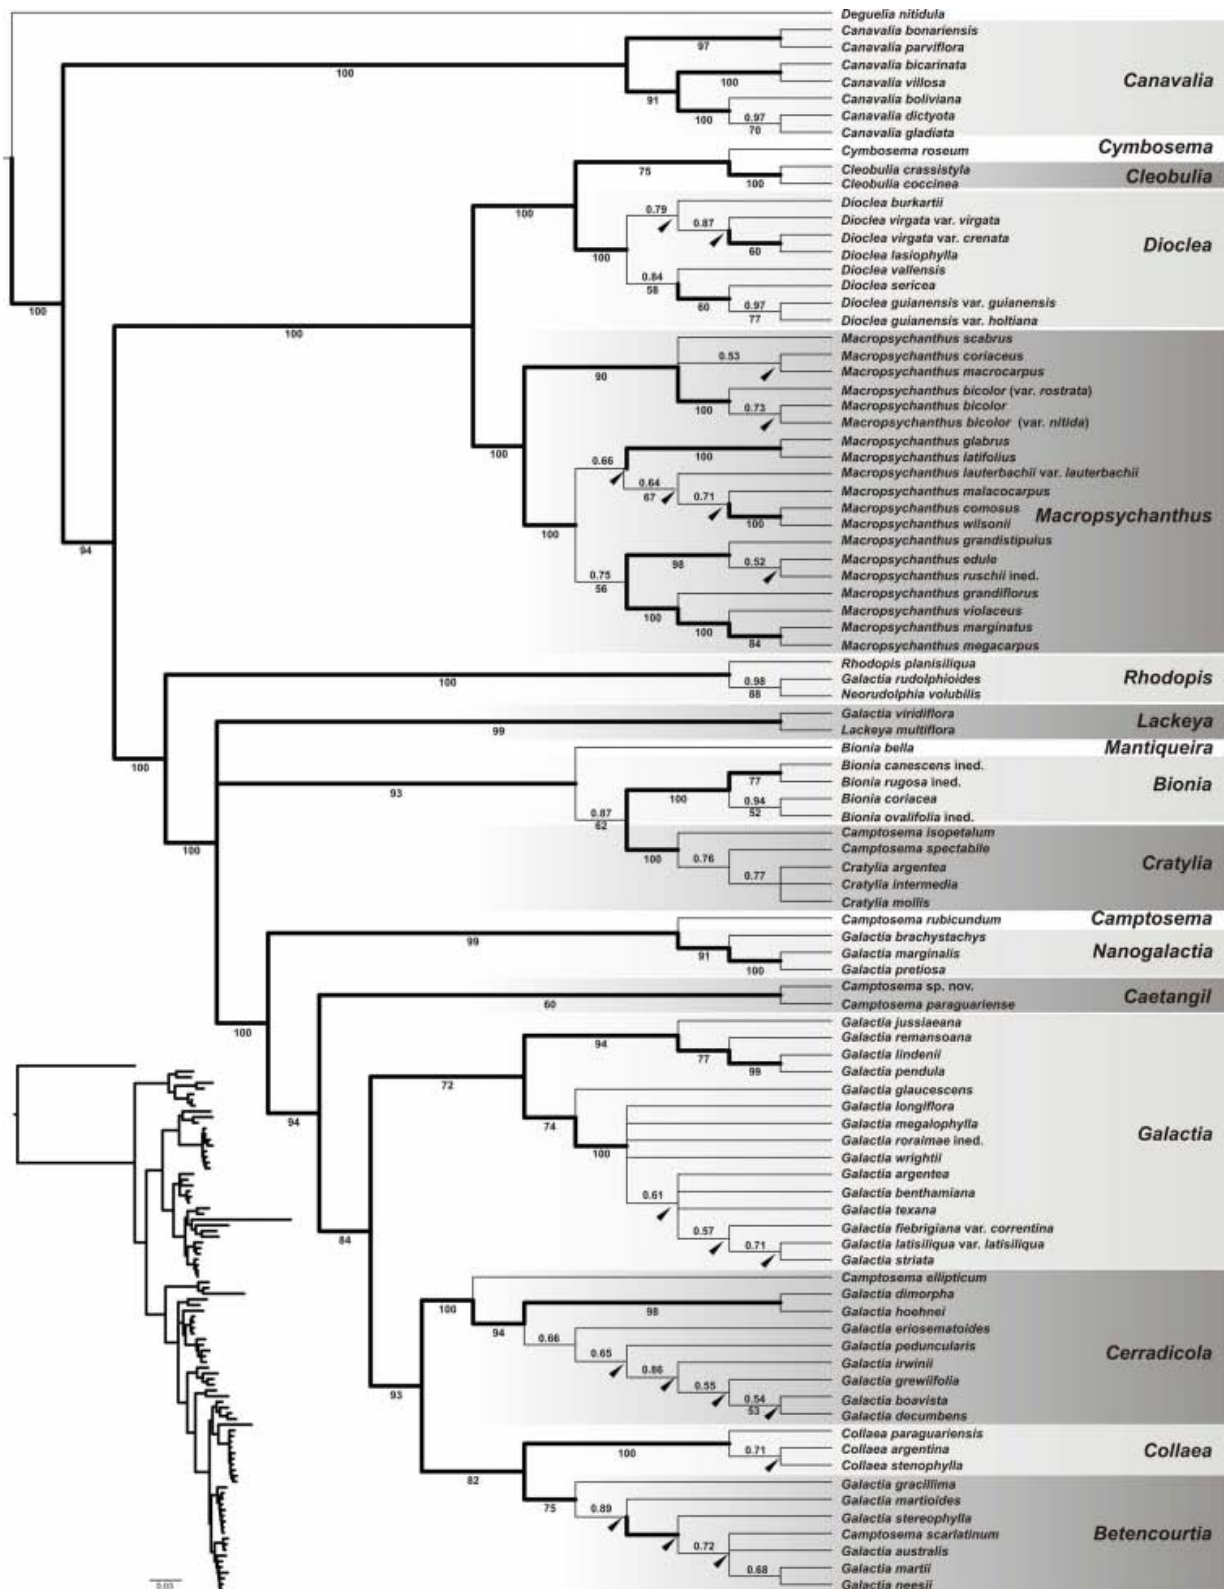 Deguelia nitidula
Canavalia bonariensis
97
Canavalia parviflora
Canavalia bicarinata
100
100
Canavalia villosa
Canavalia
91
Canavalia boliviana
100
0.97
Canavalia dictyota
70
Canavalia gladiata
Cymbosema roseum
Cymbosema
75
Cleobulia crassistyla
100
Cleobulia coccinea
Cleobulia
100
0.79
Dioclea burkartii
0.87
Dioclea virgata var. virgata
Dioclea virgata var. crenata
100
60
Dioclea lasiophylla
Dioclea
0.84
Dioclea vallensis
58
Dioclea sericea
60
0.97
Dioclea guianensis var. guianensis
77
Dioclea guianensis var. holtiana
100
100
Macropsychanthus scabrus
0.53
Macropsychanthus coriaceus
90
Macropsychanthus macrocarpus
Macropsychanthus bicolor (var. rostrata)
100
0.73
Macropsychanthus bicolor
Macropsychanthus bicolor (var. nitida)
100
Macropsychanthus glabrus
0.66
100
Macropsychanthus latifolius
0.64
Macropsychanthus lauterbachii var. lauterbachii
67
0.71
Macropsychanthus malacocarpus
Macropsychanthus comosus
Macropsychanthus
100
100
Macropsychanthus wilsonii
94
Macropsychanthus grandistipulus
98
0.52
Macropsychanthus edule
0.75
56
Macropsychanthus ruschii ined.
Macropsychanthus grandiflorus
100
Macropsychanthus violaceus
100
Macropsychanthus marginatus
84
Macropsychanthus megacarpus
Rhodopis planisiliqua
100
0.98
Galactia rudolphioides
Rhodopis
88
Neorudolphia volubilis
Galactia viridiflora
99
Lackeya multiflora
Lackeya
100
Bionia bella
Mantiqueira
Bionia canescens ined.
93
77
Bionia rugosa ined.
Bionia
100
0.94
Bionia coriacea
0.87
52
Bionia ovalifolia ined.
62
100
Camptosema isopetalum
100
0.76
Camptosema spectabile
0.77
Cratylia argentea
Cratylia
Cratylia intermedia
Cratylia mollis
Camptosema rubicundum
Camptosema
99
Galactia brachystachys
91
Galactia marginalis
Nanogalactia
100
Galactia pretiosa
Camptosema sp. nov.
60
Camptosema paraguariense
Caetangil
100
Galactia jussiaeana
94
Galactia remansoana
77
Galactia lindenii
99
Galactia pendula
72
Galactia glaucescens
Galactia longiflora
94
74
Galactia megalophylla
Galactia
Galactia roraimae ined.
100
Galactia wrightii
Galactia argentea
0.61
Galactia benthamiana
Galactia texana
0.57
Galactia fiebrigiana var. correntina
84
0.71
Galactia latisiliqua var. latisiliqua
Galactia striata
Camptosema ellipticum
Galactia dimorpha
100
98
Galactia hoehnei
94
0.66
Galactia eriosematoides
0.65
Galactia peduncularis
Cerradicola
0.86
Galactia irwinii
0.55
Galactia grewiifolia
93
0.54
Galactia boavista
53
Galactia decumbens
Collaea paraguariensis
100
0.71
Collaea argentina
Collaea
Collaea stenophylla
82
Galactia gracillima
75
0.89
Galactia martioides
Galactia stereophylla
Camptosema scarlatinum
Betencourtia
0.72
Galactia australis
0.68
Galactia martii
Galactia neesii
0.03